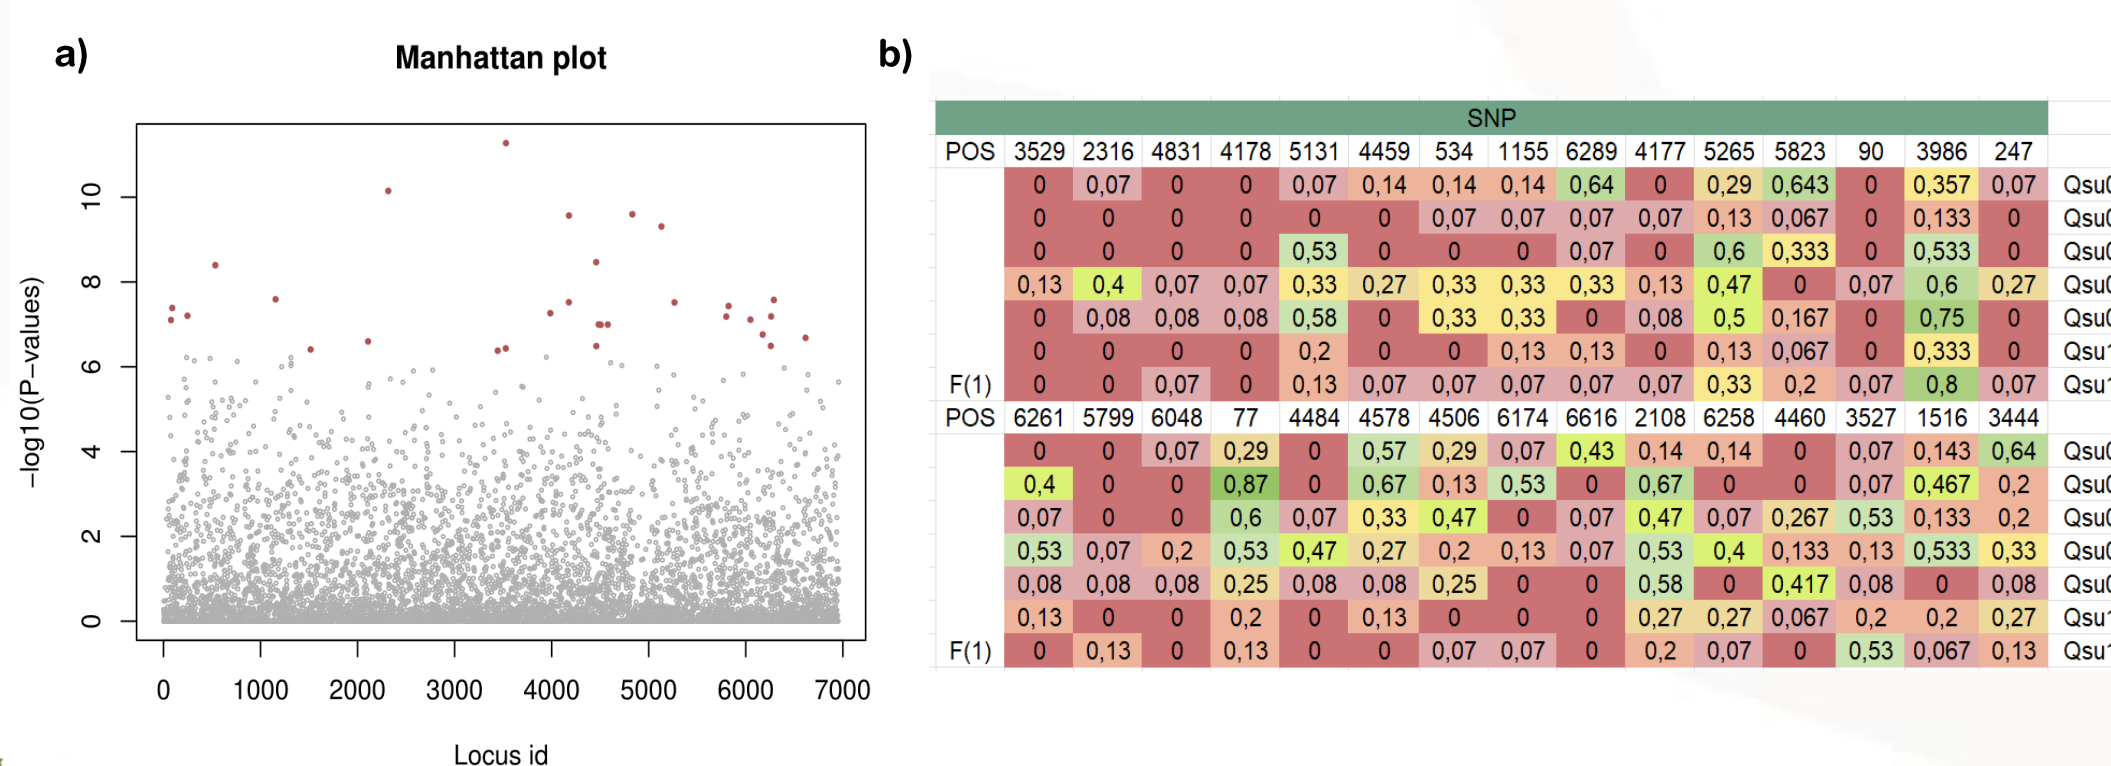 a)
Manhattan plot
−log10(P−values)
10
8
6
4
2
0
0 1000 2000 3000 4000 5000 6000 7000
Locus id
b)
SNP
POS 3529 2316 4831 4178 5131 4459 534 1155 6289 4177 5265 5823 90 3986 247
0 0,07 0 0 0,07 0,14 0,14 0,14 0,64 0 0,29 0,643 0 0,357 0,07 Qsu0
0 0 0 0 0 0 0,07 0,07 0,07 0,07 0,13 0,067 0 0,133 0 Qsu0
0 0 0 0 0,53 0 0 0 0,07 0 0,6 0,333 0 0,533 0 Qsu0
0,13 0,4 0,07 0,07 0,33 0,27 0,33 0,33 0,33 0,13 0,47 0 0,07 0,6 0,27 Qsu0
0 0,08 0,08 0,08 0,58 0 0,33 0,33 0 0,08 0,5 0,167 0 0,75 0 Qsu0
0 0 0 0 0,2 0 0 0,13 0,13 0 0,13 0,067 0 0,333 0 Qsu1
F(1) 0 0 0,07 0 0,13 0,07 0,07 0,07 0,07 0,07 0,33 0,2 0,07 0,8 0,07 Qsu1
POS 6261 5799 6048 77 4484 4578 4506 6174 6616 2108 6258 4460 3527 1516 3444
0 0 0,07 0,29 0 0,57 0,29 0,07 0,43 0,14 0,14 0 0,07 0,143 0,64 Qsu0
0,4 0 0 0,87 0 0,67 0,13 0,53 0 0,67 0 0 0,07 0,467 0,2 Qsu0
0,07 0 0 0,6 0,07 0,33 0,47 0 0,07 0,47 0,07 0,267 0,53 0,133 0,2 Qsu0
0,53 0,07 0,2 0,53 0,47 0,27 0,2 0,13 0,07 0,53 0,4 0,133 0,13 0,533 0,33 Qsu0
0,08 0,08 0,08 0,25 0,08 0,08 0,25 0 0 0,58 0 0,417 0,08 0 0,08 Qsu0
0,13 0 0 0,2 0 0,13 0 0 0 0,27 0,27 0,067 0,2 0,2 0,27 Qsu1
F(1) 0 0,13 0 0,13 0 0 0,07 0,07 0 0,2 0,07 0 0,53 0,067 0,13 Qsu1